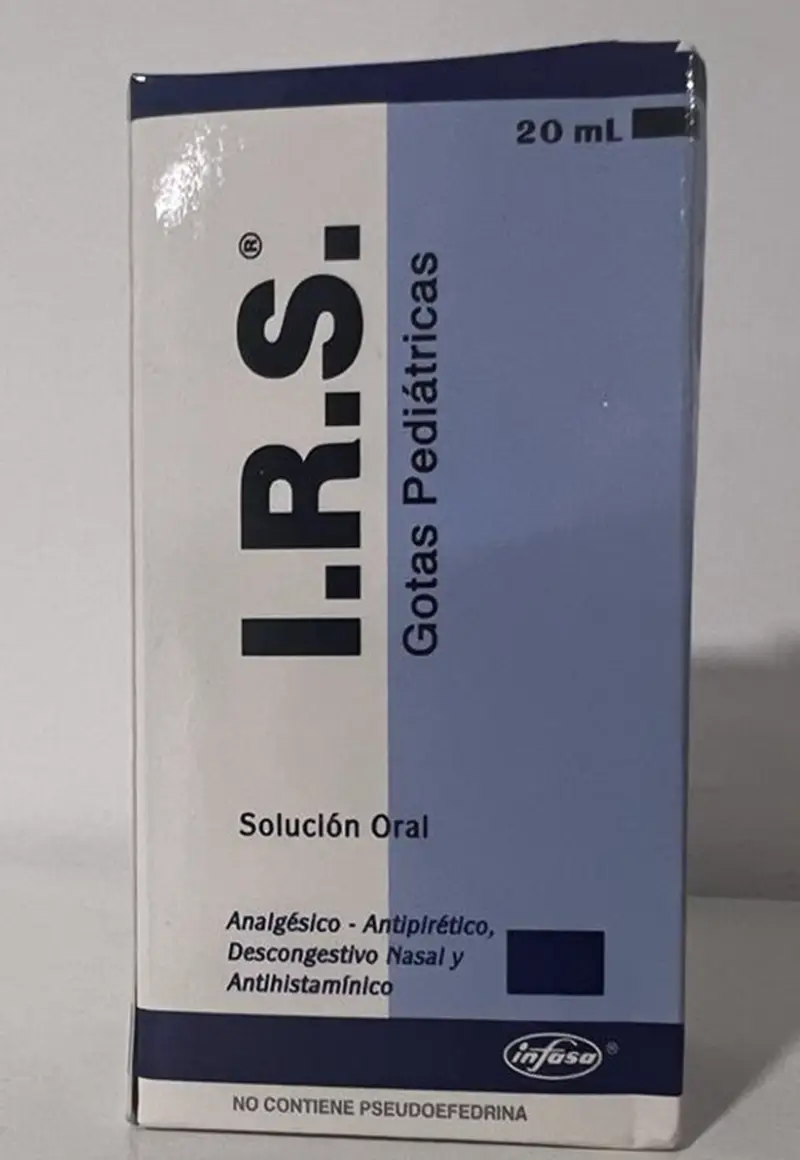 20 mL
I.R.S.®
Gotas Pediátricas
Solución Oral
Analgésico - Antipirético,
Descongestivo Nasal y
Antihistamínico
infasa®
NO CONTIENE PSEUDOEFEDRINA